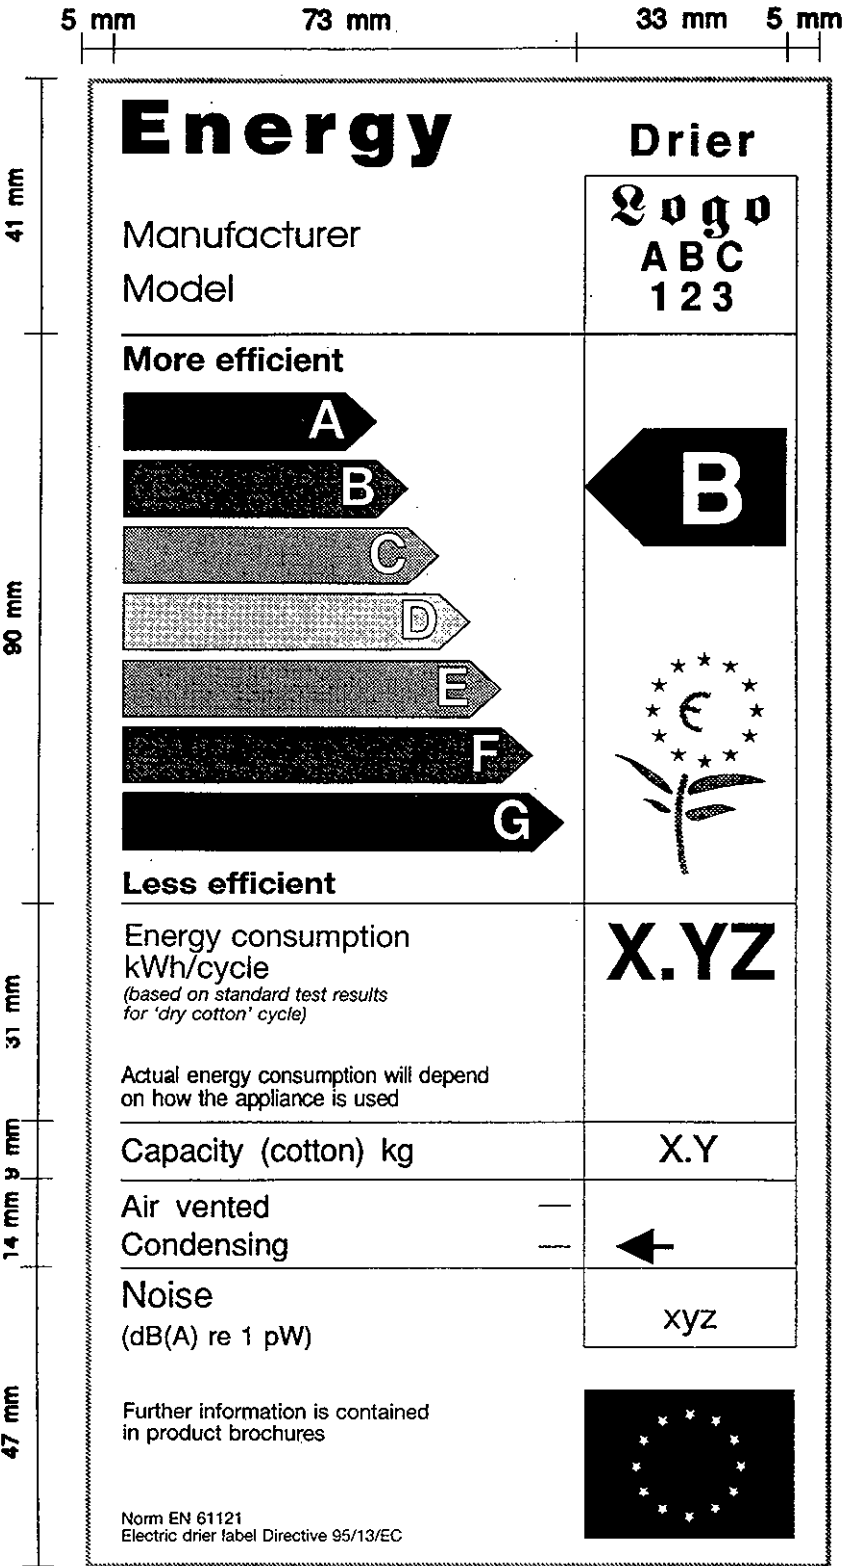 5 mm 73 mm 33 mm 5 mm
Energy Drier
41 mm
Manufacturer
Model
Logo
ABC
123
More efficient
A
B
C
D
E
F
G
B
90 mm
Less efficient
Energy consumption
kWh/cycle
(based on standard test results
for ‘dry cotton’ cycle)
X.YZ
31 mm
Actual energy consumption will depend
on how the appliance is used
9 mm
Capacity (cotton) kg X.Y
14 mm
Air vented —
Condensing —
Noise
(dB(A) re 1 pW)
xyz
47 mm
Further information is contained
in product brochures
Norm EN 61121
Electric drier label Directive 95/13/EC